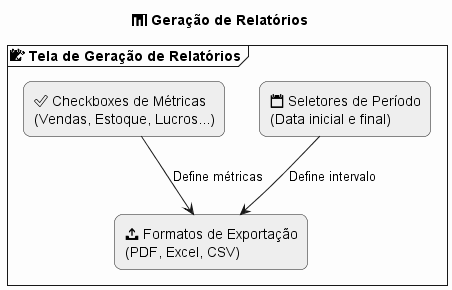 Geração de Relatórios
Tela de Geração de Relatórios
Checkboxes de Métricas
(Vendas, Estoque, Lucros...)
Seletores de Período
(Data inicial e final)
Define métricas
Define intervalo
Formatos de Exportação
(PDF, Excel, CSV)